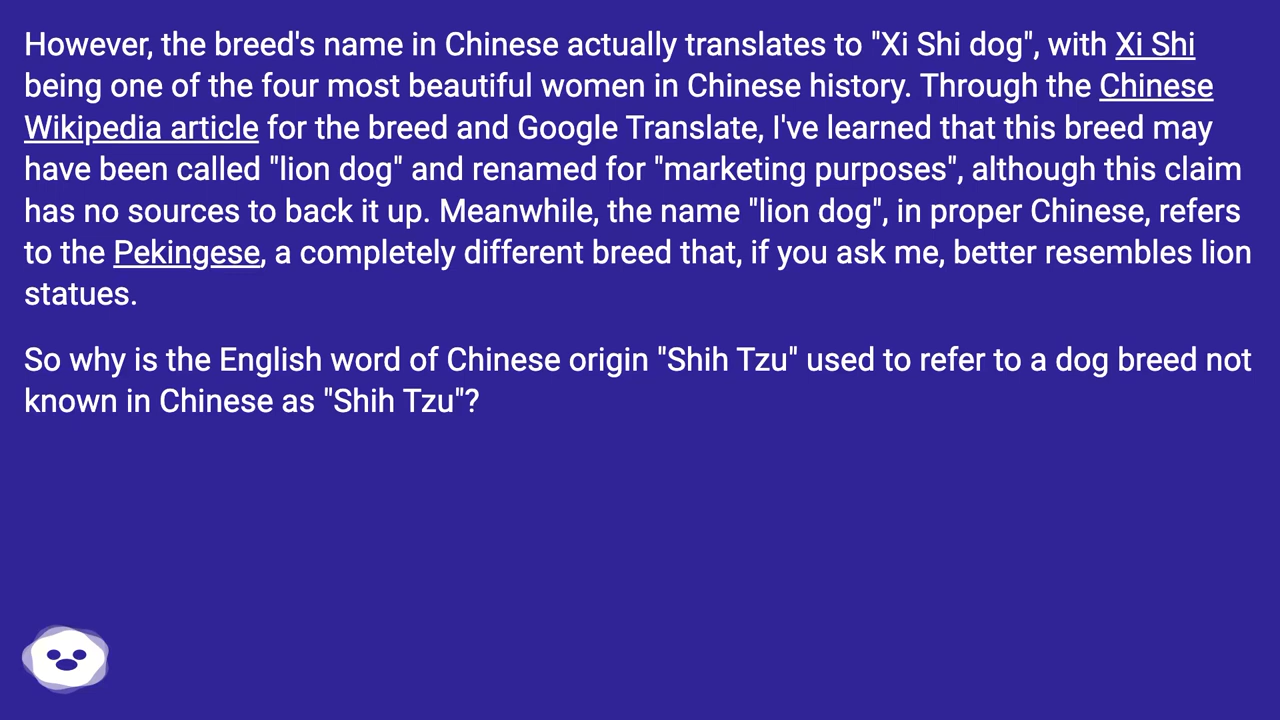 However, the breed's name in Chinese actually translates to "Xi Shi dog", with Xi Shi
being one of the four most beautiful women in Chinese history. Through the Chinese
Wikipedia article for the breed and Google Translate, I've learned that this breed may
have been called "lion dog" and renamed for "marketing purposes", although this claim
has no sources to back it up. Meanwhile, the name "lion dog", in proper Chinese, refers
to the Pekingese, a completely different breed that, if you ask me, better resembles lion
statues.
So why is the English word of Chinese origin "Shih Tzu" used to refer to a dog breed not
known in Chinese as "Shih Tzu"?